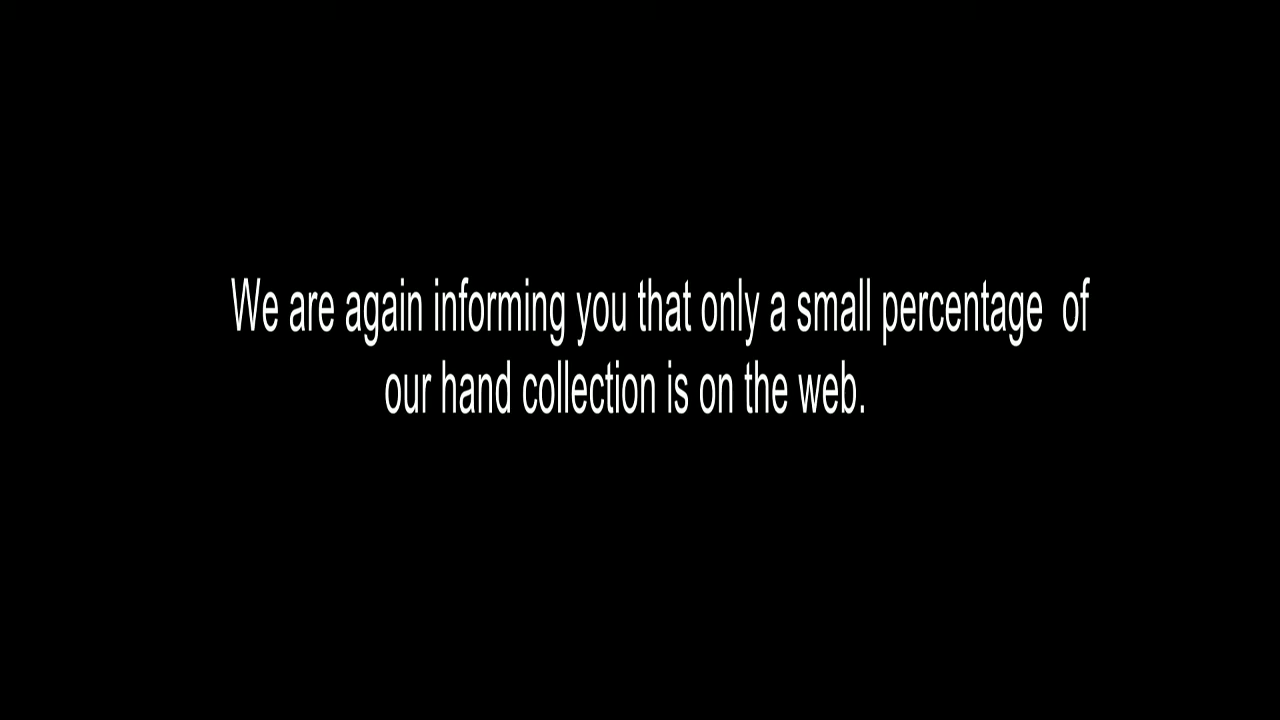 We are again informing you that only a small percentage  of
our hand collection is on the web.